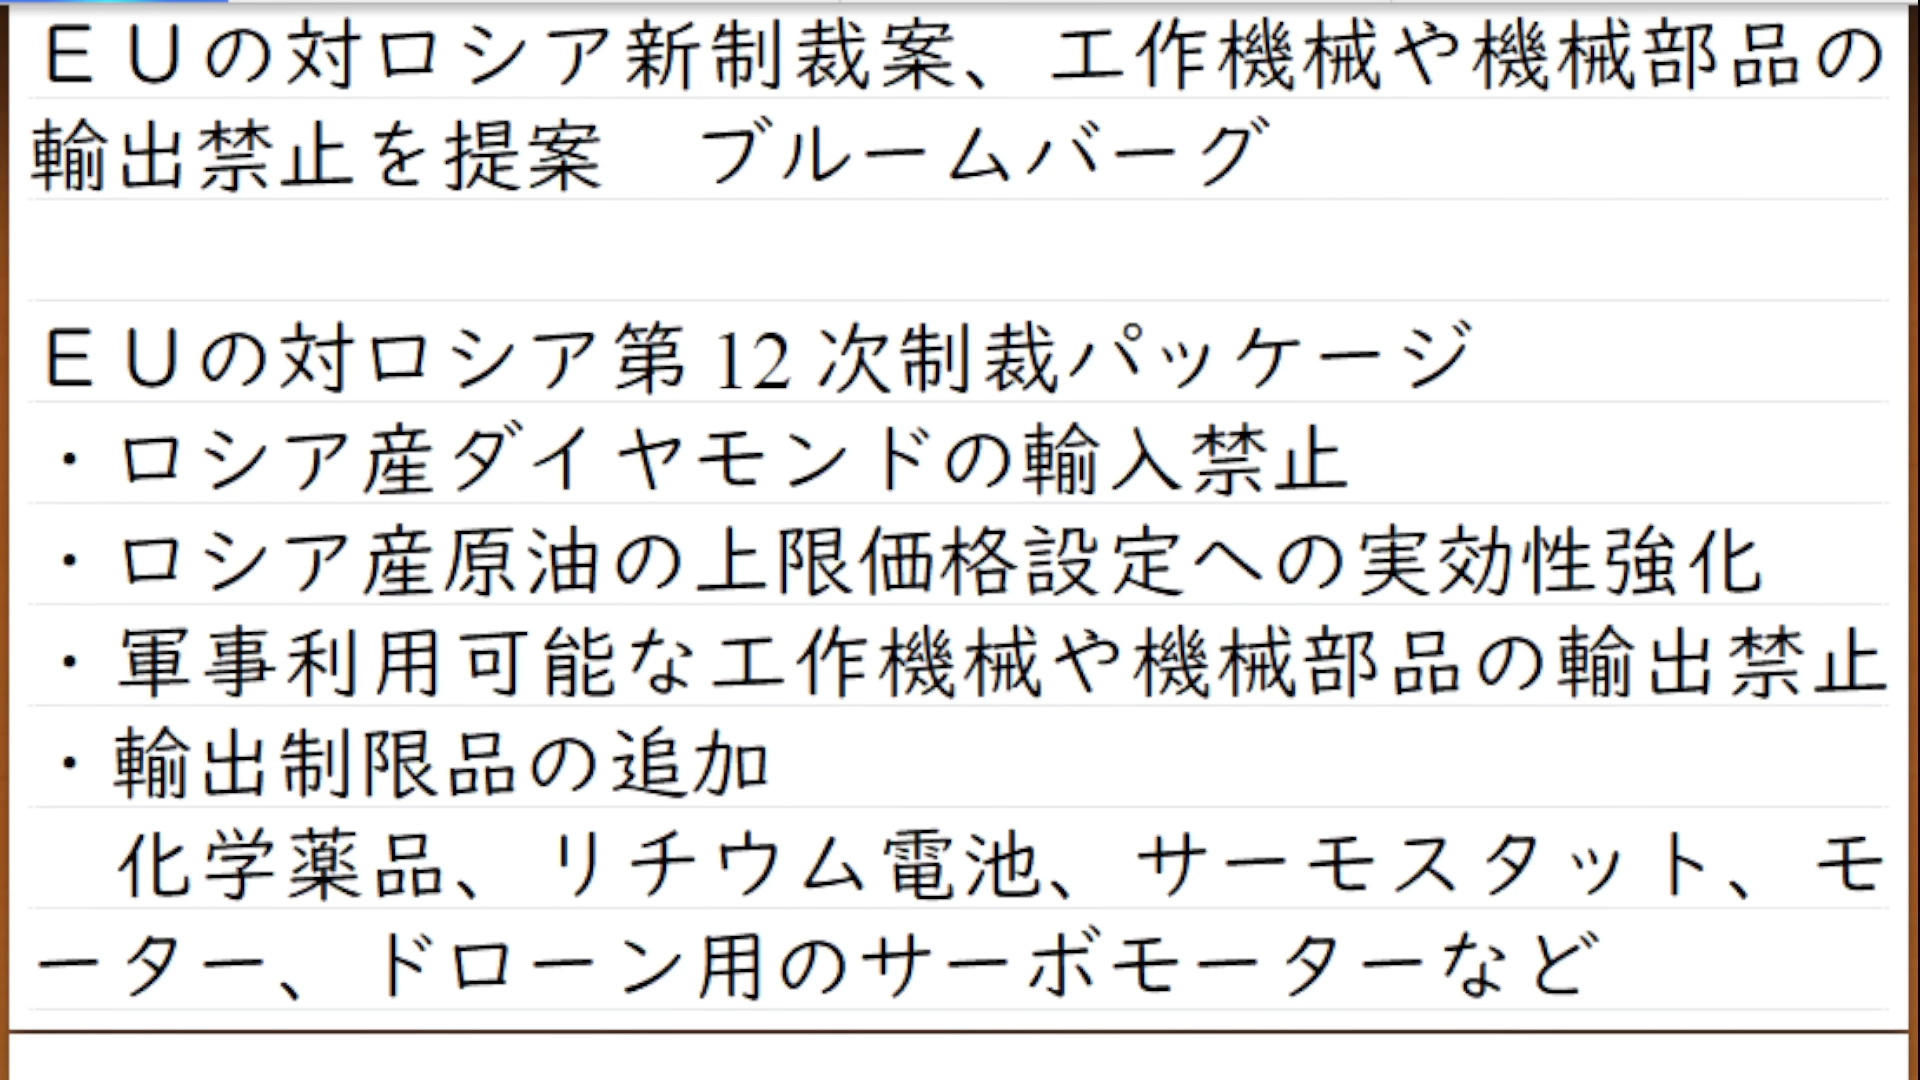 ＥＵの対ロシア新制裁案、工作機械や機械部品の
輸出禁止を提案　ブルームバーグ
ＥＵの対ロシア第12次制裁パッケージ
・ロシア産ダイヤモンドの輸入禁止
・ロシア産原油の上限価格設定への実効性強化
・軍事利用可能な工作機械や機械部品の輸出禁止
・輸出制限品の追加
　化学薬品、リチウム電池、サーモスタット、モ
ーター、ドローン用のサーボモーターなど